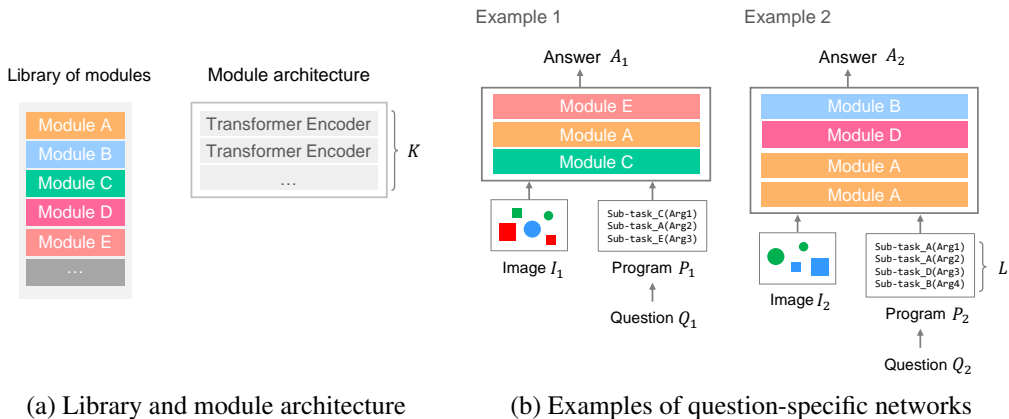 Library of modules
Module A
Module B
Module C
Module D
Module E
...
Module architecture
Transformer Encoder
Transformer Encoder
...
K
(a) Library and module architecture
Example 1
Answer A1
Module E
Module A
Module C
Sub-task_C(Arg1)
Sub-task_A(Arg2)
Sub-task_E(Arg3)
Image I1
Program P1
Question Q1
Example 2
Answer A2
Module B
Module D
Module A
Module A
Sub-task_A(Arg1)
Sub-task_A(Arg2)
Sub-task_D(Arg3)
Sub-task_B(Arg4)
L
Image I2
Program P2
Question Q2
(b) Examples of question-specific networks